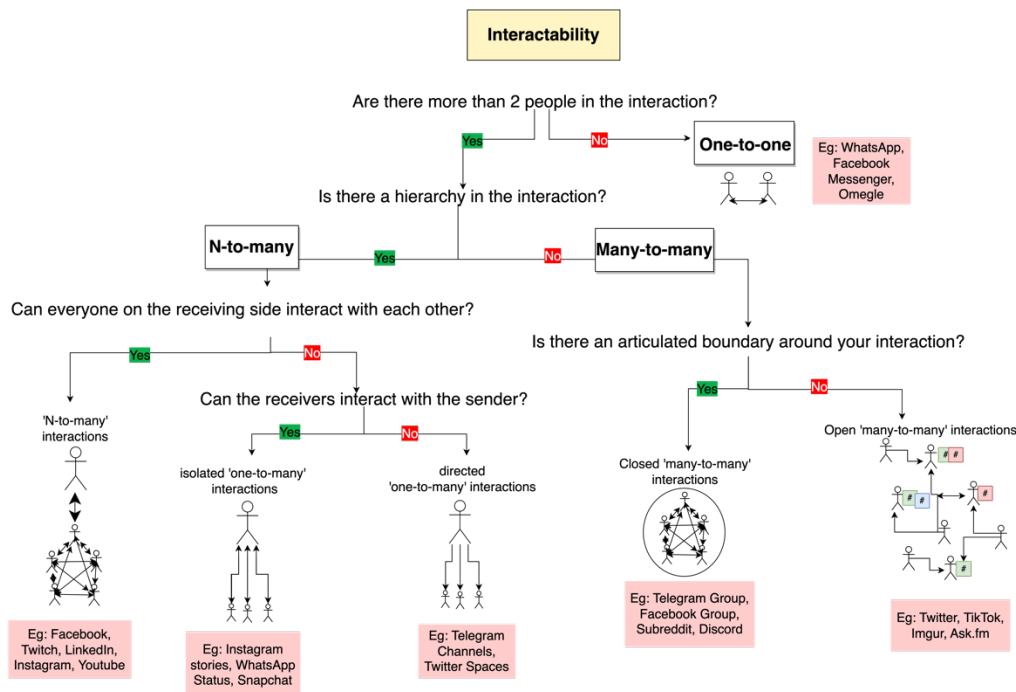 Interactability
Are there more than 2 people in the interaction?
Yes
No
One-to-one
Eg: WhatsApp,
Facebook
Messenger,
Omegle
Is there a hierarchy in the interaction?
N-to-many
Yes
No
Many-to-many
Can everyone on the receiving side interact with each other?
Yes
No
'N-to-many'
interactions
Eg: Facebook,
Twitch, LinkedIn,
Instagram, Youtube
Can the receivers interact with the sender?
Yes
No
isolated 'one-to-many'
interactions
Eg: Instagram
stories, WhatsApp
Status, Snapchat
directed
'one-to-many' interactions
Eg: Telegram
Channels,
Twitter Spaces
Is there an articulated boundary around your interaction?
Yes
No
Closed 'many-to-many'
interactions
Eg: Telegram Group,
Facebook Group,
Subreddit, Discord
Open 'many-to-many' interactions
# #
#
# #
#
Eg: Twitter, TikTok,
Imgur, Ask.fm